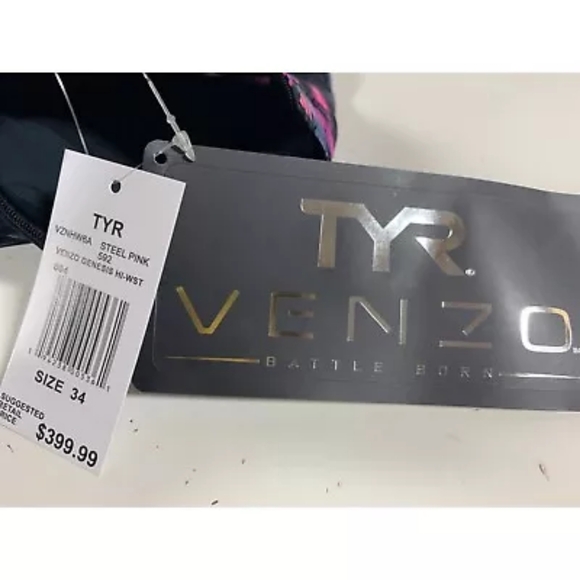 TYR
VZNHW6A STEEL PINK
592
VENZO GENESIS HI-WST
SIZE 34
SUGGESTED
RETAIL
PRICE
$399.99
TYR
VENZO
BATTLE BORN